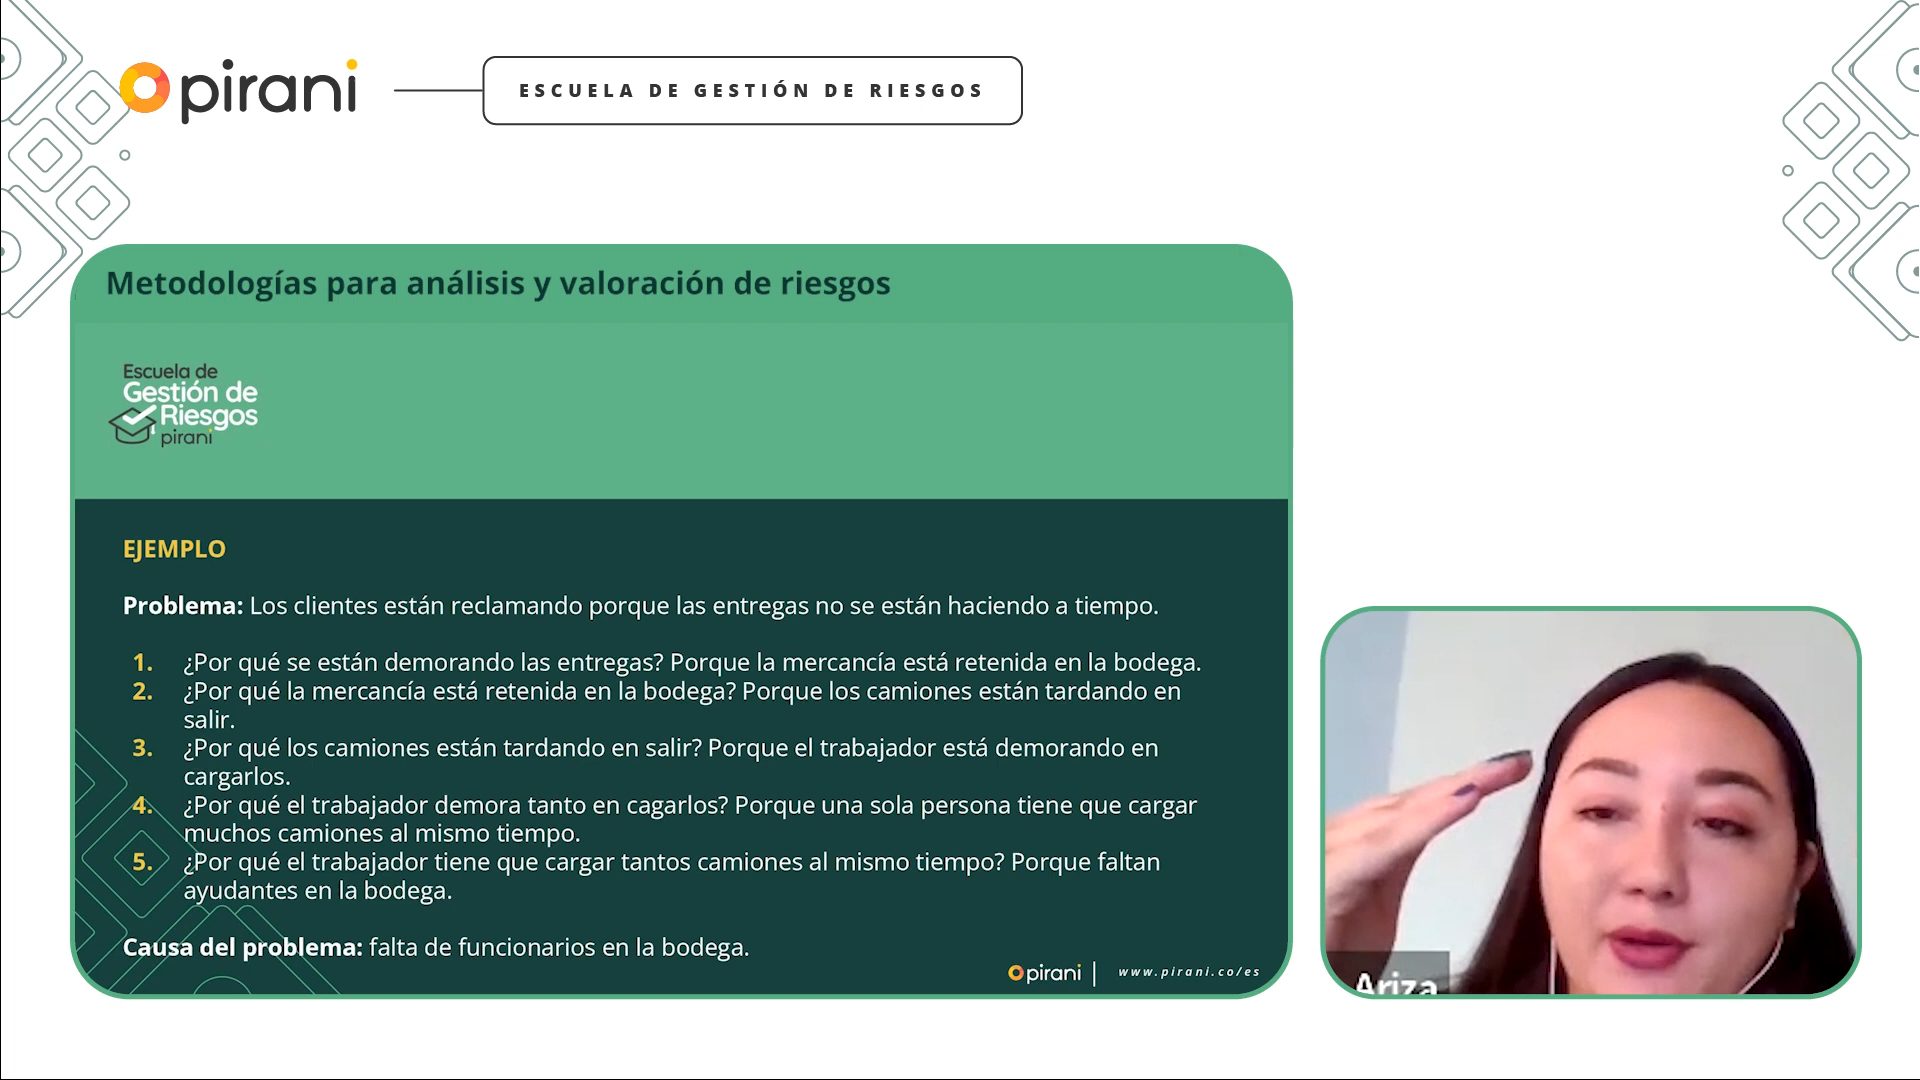 pirani
ESCUELA DE GESTIÓN DE RIESGOS
Metodologías para análisis y valoración de riesgos
Escuela de
Gestión de
Riesgos
pirani
EJEMPLO
Problema: Los clientes están reclamando porque las entregas no se están haciendo a tiempo.
1. ¿Por qué se están demorando las entregas? Porque la mercancía está retenida en la bodega.
2. ¿Por qué la mercancía está retenida en la bodega? Porque los camiones están tardando en
salir.
3. ¿Por qué los camiones están tardando en salir? Porque el trabajador está demorando en
cargarlos.
4. ¿Por qué el trabajador demora tanto en cagarlos? Porque una sola persona tiene que cargar
muchos camiones al mismo tiempo.
5. ¿Por qué el trabajador tiene que cargar tantos camiones al mismo tiempo? Porque faltan
ayudantes en la bodega.
Causa del problema: falta de funcionarios en la bodega.
pirani | www.pirani.co/es
Ariza